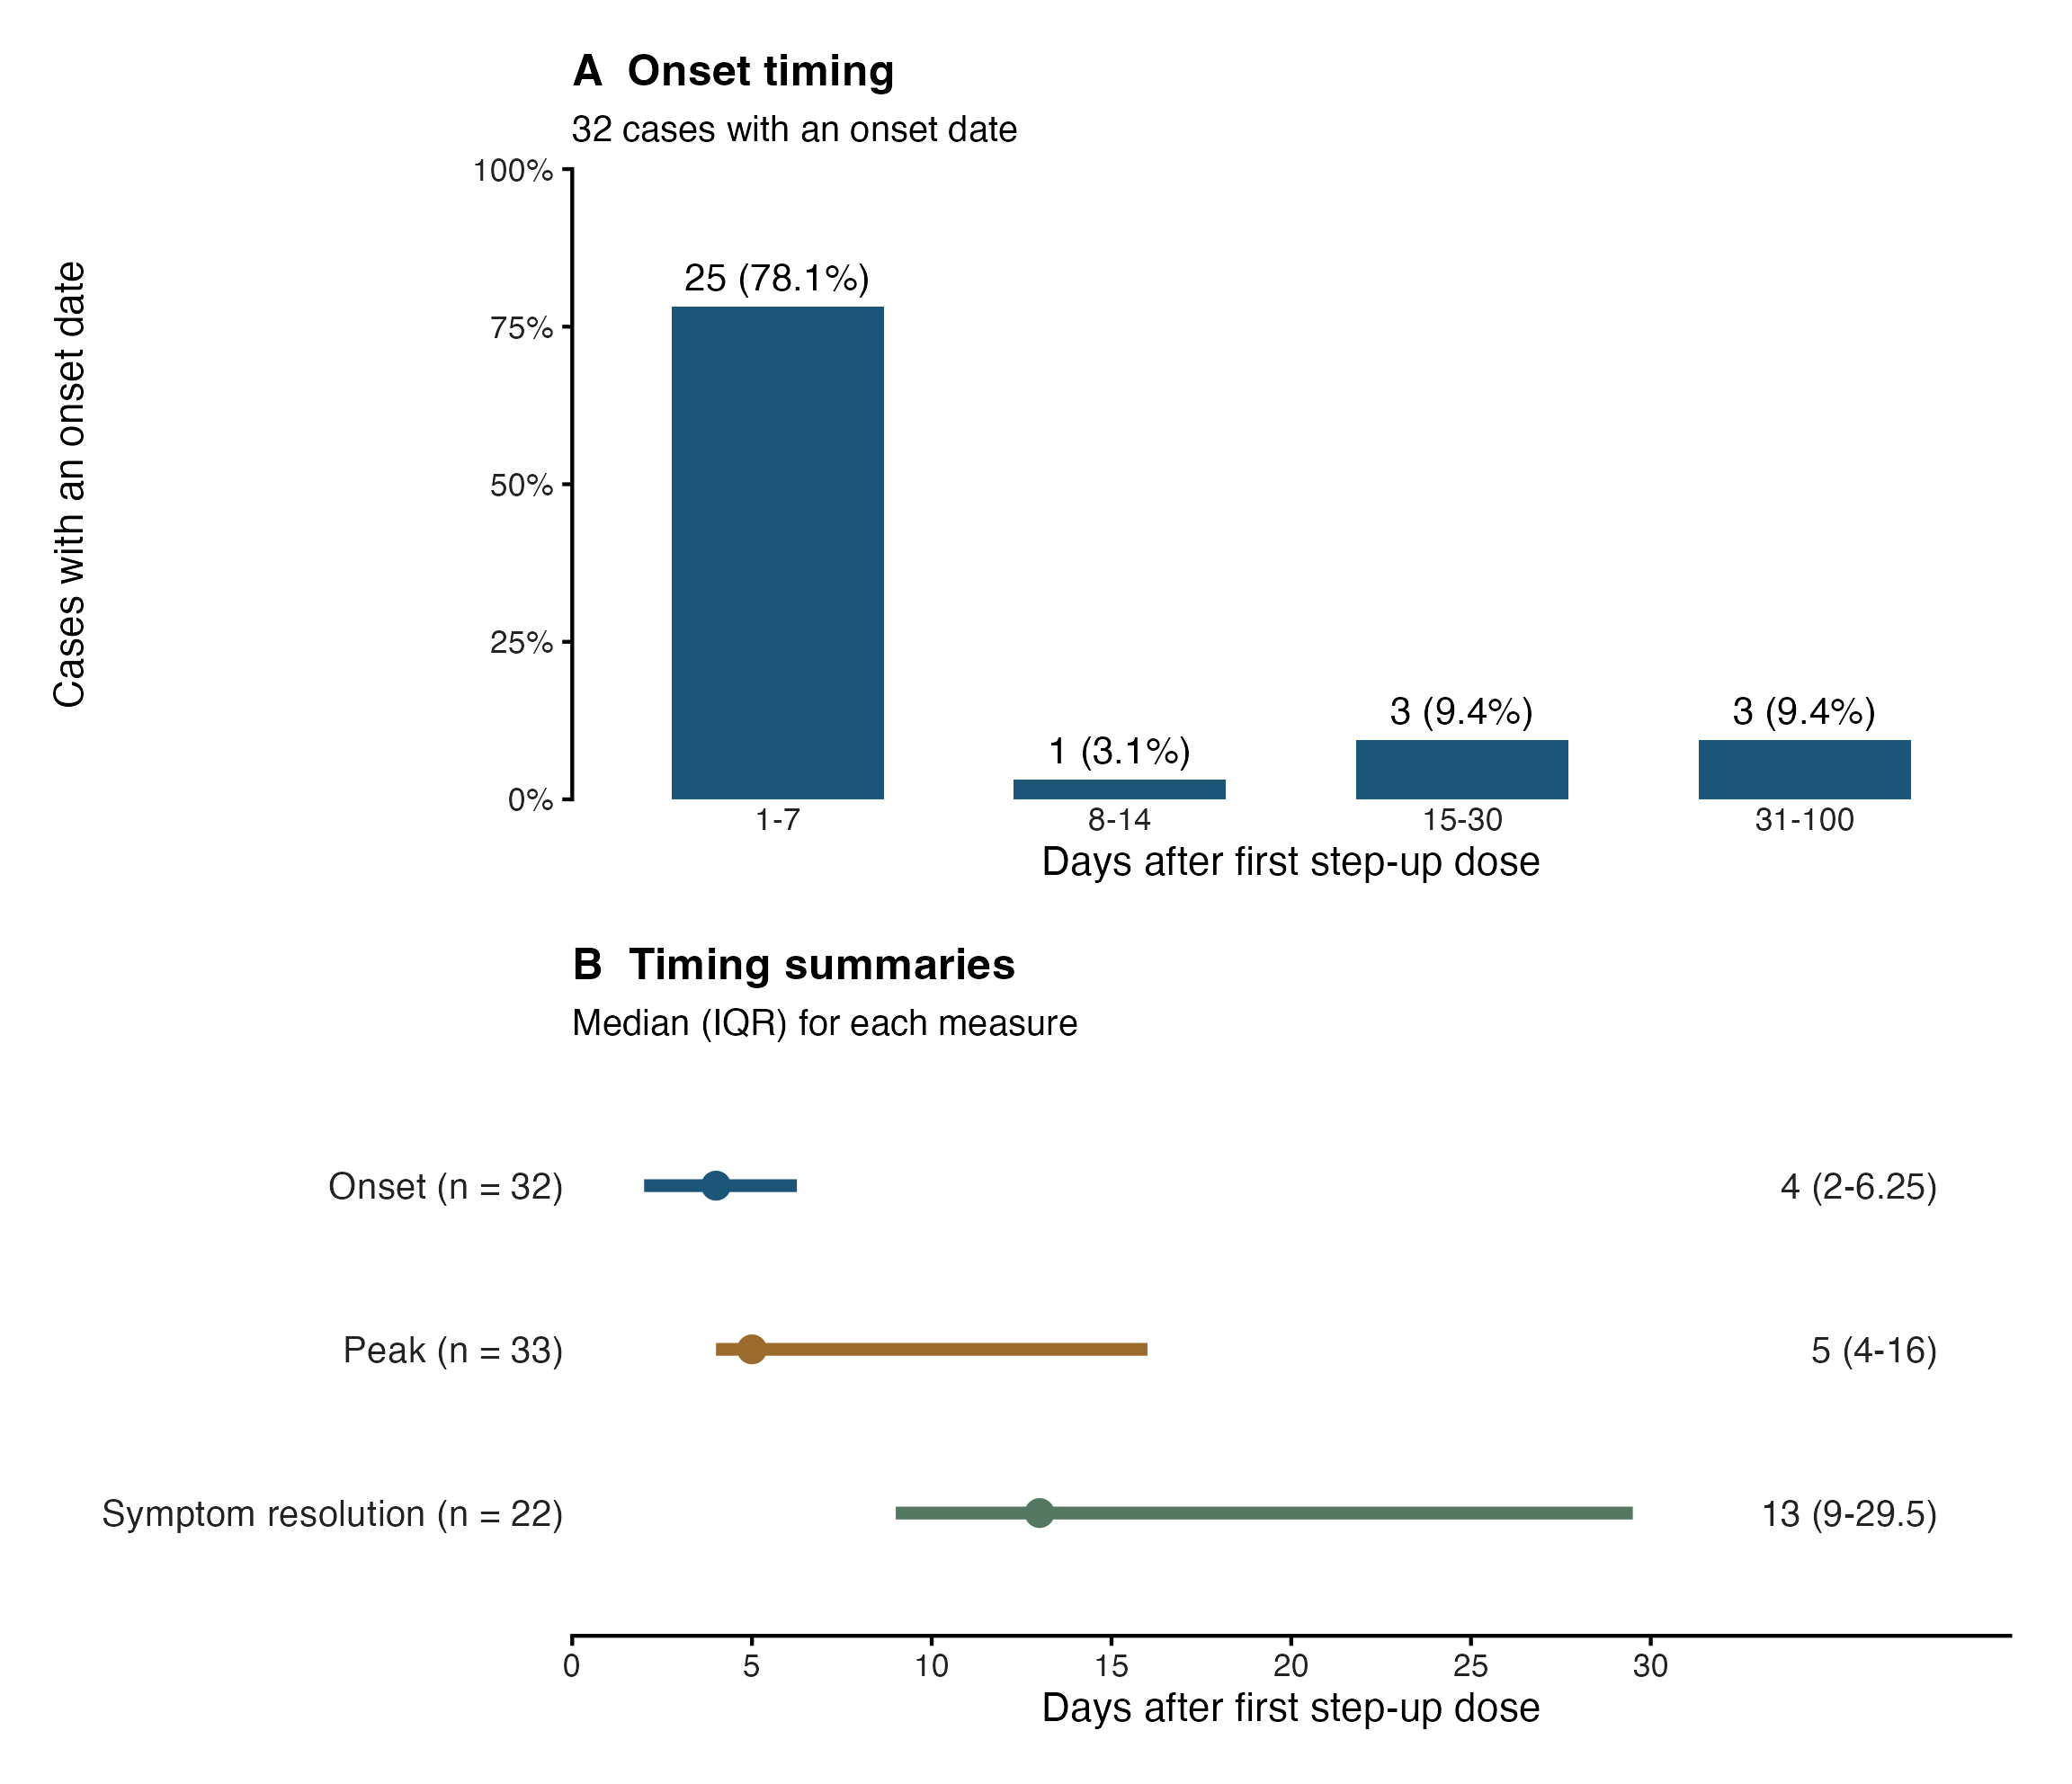 A Onset timing
32 cases with an onset date
Cases with an onset date
100%
75%
50%
25%
0%
25 (78.1%)
1 (3.1%)
3 (9.4%)
3 (9.4%)
1-7
8-14
15-30
31-100
Days after first step-up dose
B Timing summaries
Median (IQR) for each measure
Onset (n = 32)
4 (2-6.25)
Peak (n = 33)
5 (4-16)
Symptom resolution (n = 22)
13 (9-29.5)
0
5
10
15
20
25
30
Days after first step-up dose